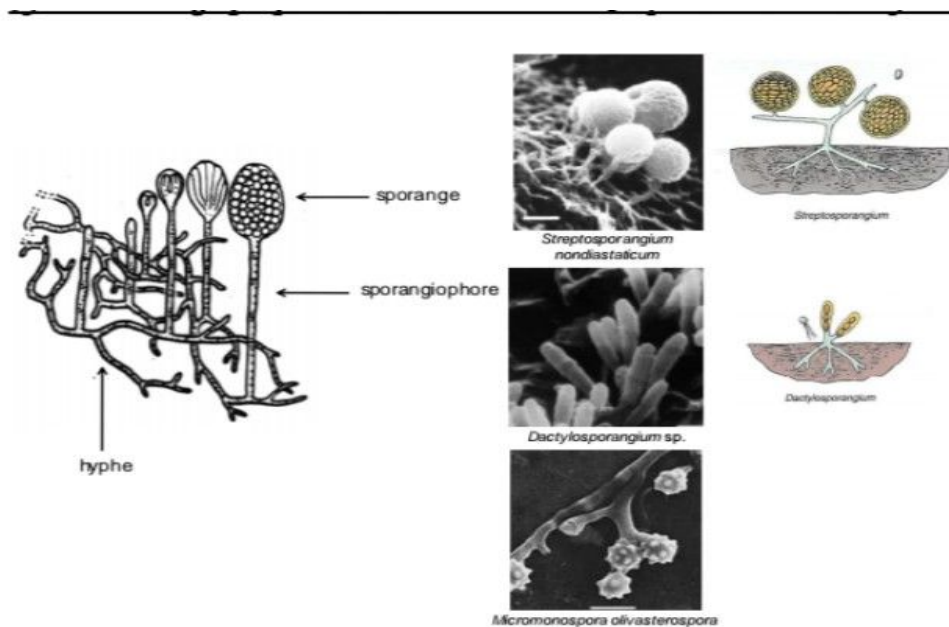 sporange
sporangiophore
hyphe
Streptosporangium
nondiastaticum
g
Streptosporangium
Dactylosporangium sp.
Dactylosporangium
Micromonospora olivasterospora